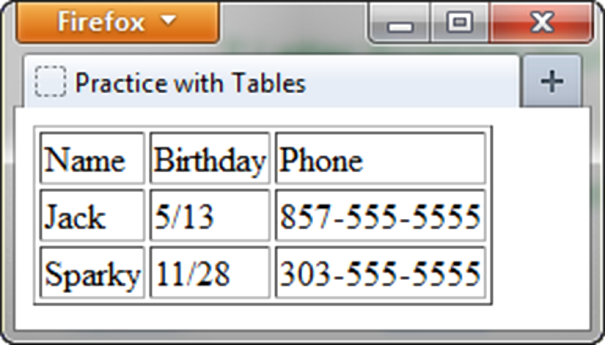 Firefox
Practice with Tables
Name Birthday Phone
Jack 5/13 857-555-5555
Sparky 11/28 303-555-5555